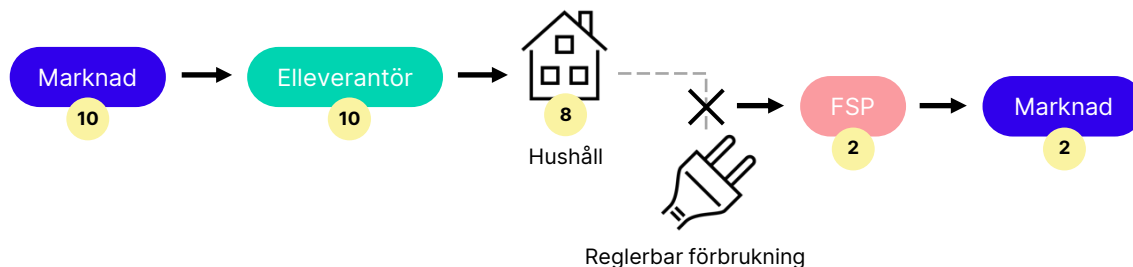 Marknad
10
Elleverantör
10
8
Hushåll
Reglerbar förbrukning
FSP
2
Marknad
2